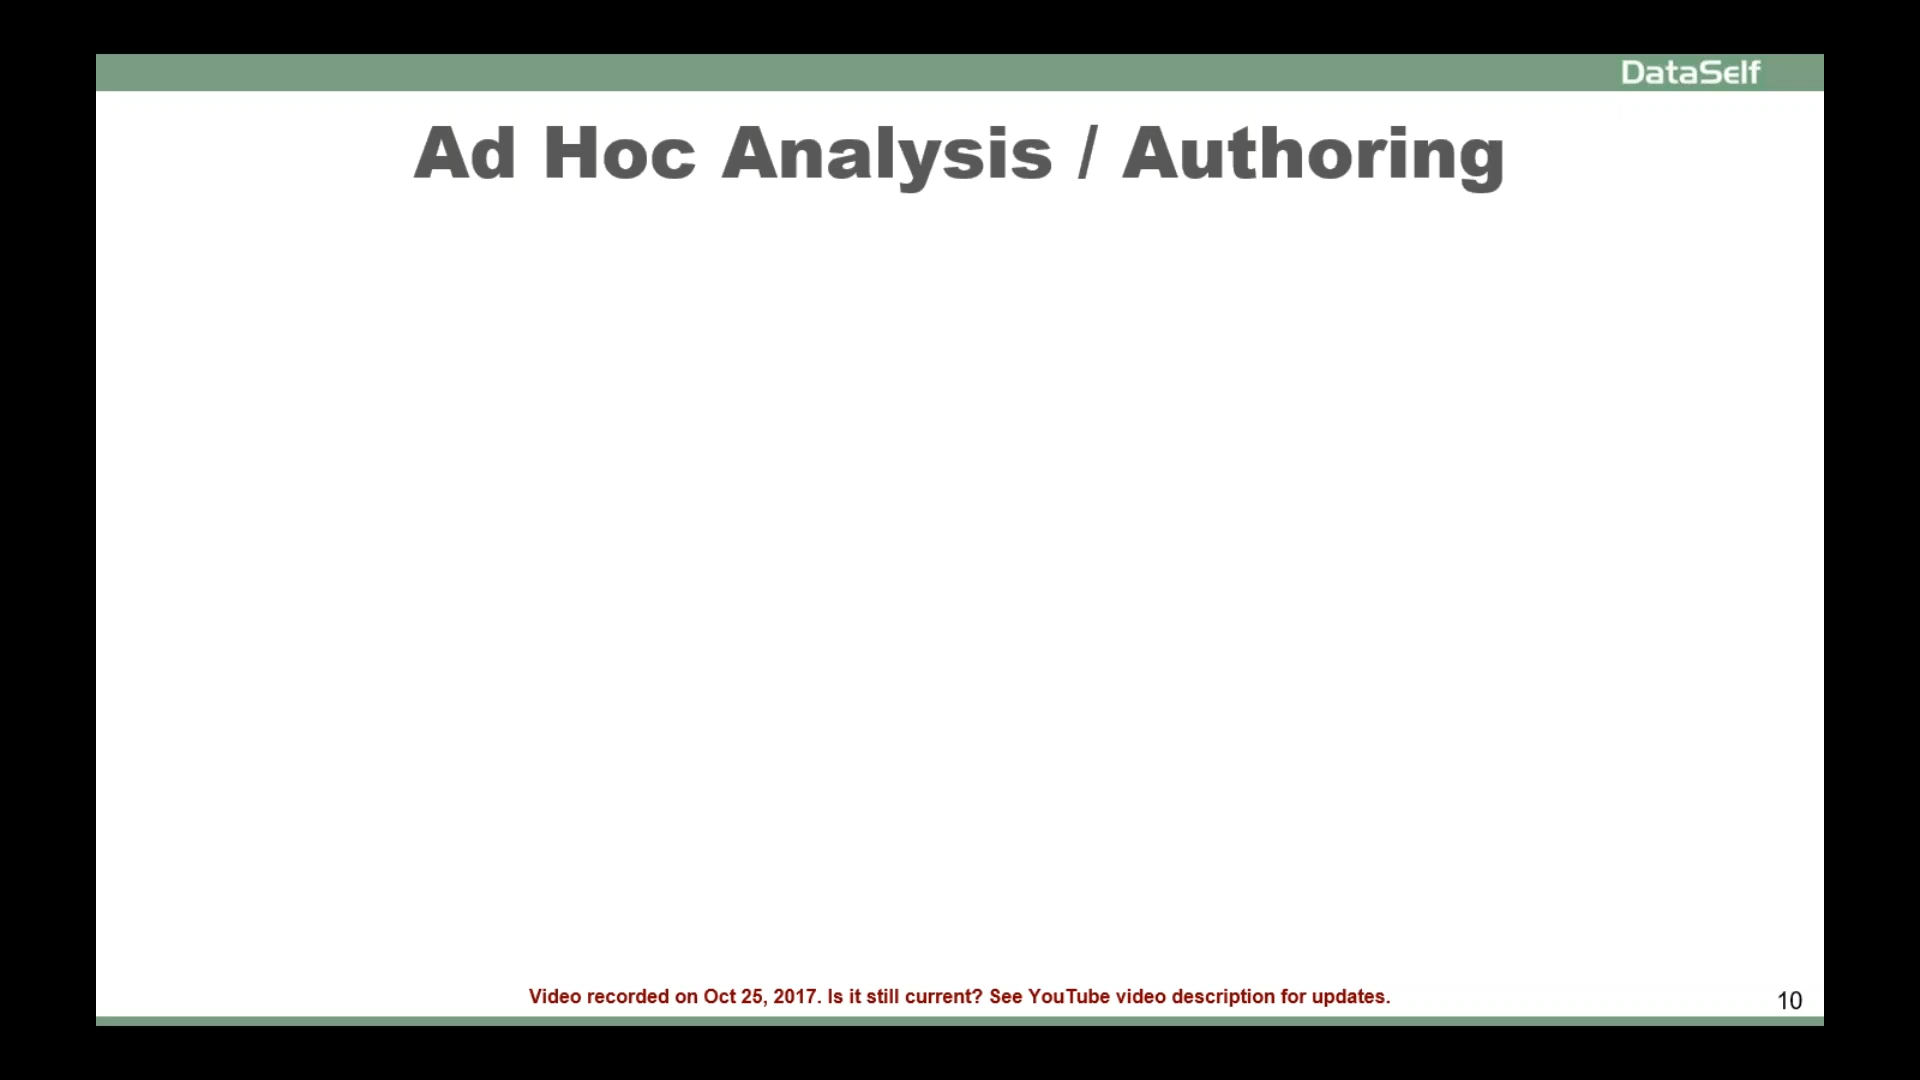 DataSelf
Ad Hoc Analysis / Authoring
Video recorded on Oct 25, 2017. Is it still current? See YouTube video description for updates.
10